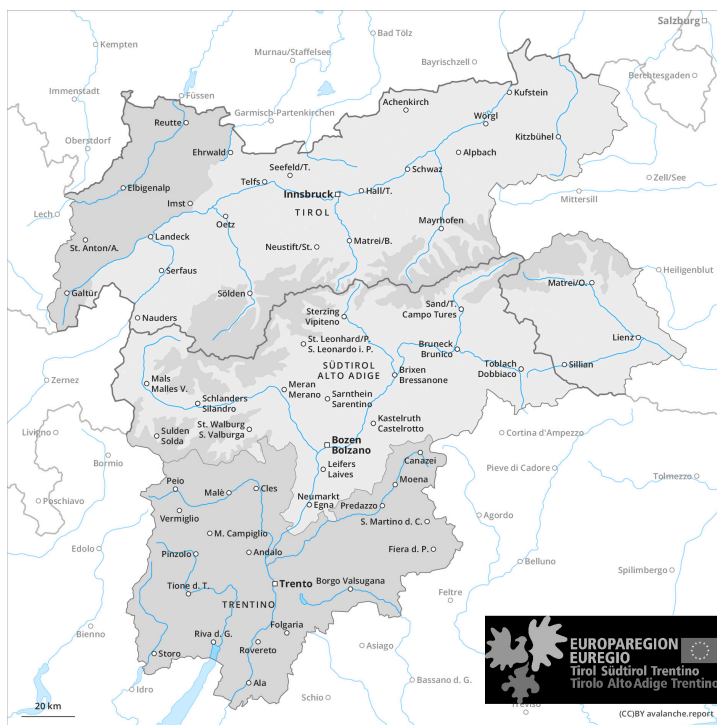 Salzburg
Kempten
Bad Tölz
Murnau/Staffelsee
Bayrischzell
Berchtesgaden
Immenstadt
Füssen
Kufstein
Achenkirch
Garmisch-Partenkirchen
Wörgl
Reutte
Oberstdorf
Kitzbühel
Ehrwald
Alpbach
Seefeld/T.
Schwaz
Zell/See
Telfs
Elbigenalp
Innsbruck
Hall/T.
Mittersill
Imst
TIROL
Lech
Oetz
Mayrhofen
Landeck
St. Anton/A.
Neustift/St.
Matrei/B.
Serfaus
Heiligenblut
Galtür
Sölden
Matrei/O.
Sand/T.
Campo Tures
Nauders
Sterzing
Vipiteno
Lienz
St. Leonhard/P.
S. Leonardo i. P.
Bruneck
Brunico
Toblach
Dobbiaco
Sillian
SÜDTIROL
ALTO ADIGE
Brixen
Bressanone
Zernez
Mals
Malles V.
Meran
Merano
Schlanders
Silandro
Sarnthein
Sarentino
Kastelruth
Castelrotto
St. Walburg
S. Valburga
Livigno
Sulden
Solda
Bozen
Bolzano
Cortina d'Ampezzo
Canazei
Bormio
Leifers
Laives
Pieve di Cadore
Tolmezzo
Peio
Malè
Cles
Moena
Poschiavo
Neumarkt
Egna
Predazzo
Vermiglio
Agordo
S. Martino d. C.
M. Campiglio
Edolo
Pinzolo
Andalo
Fiera d. P.
Belluno
Spilimbergo
Tione d. T.
Trento
Borgo Valsugana
Feltre
TRENTINO
Bienno
Folgaria
Riva d. G.
Rovereto
Asiago
Storo
Ala
Idro
Schio
Bassano d. G.
Treviso
EUROPAREGION
EUREGIO
Tirol Südtirol Trentino
Tirolo Alto Adige Trentino
20 km
(CC)BY avalanche.report